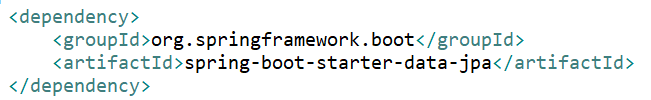 <dependency>
    <groupId>org.springframework.boot</groupId>
    <artifactId>spring-boot-starter-data-jpa</artifactId>
</dependency>